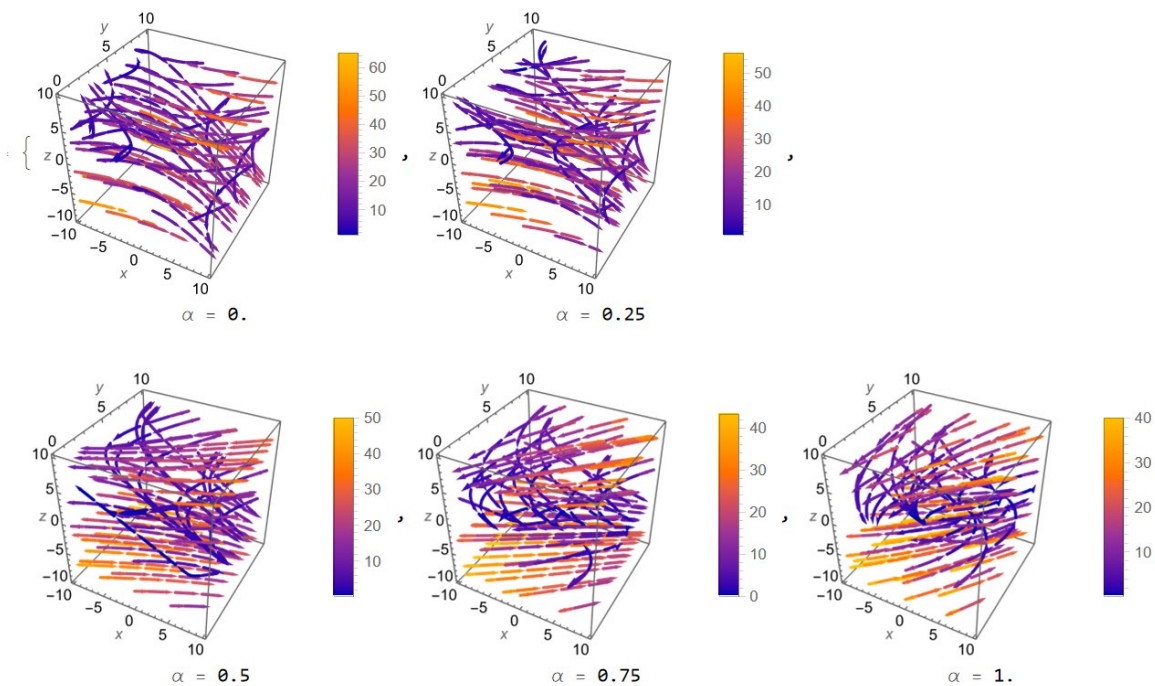 y 10 5 0 10 5 z 0 −5 −10 −10 −5 0 x 5 10 60 50 40 30 20 10
{ , y 10 5 0 10 5 z 0 −5 −10 −10 −5 0 x 5 10 50 40 30 20 10 ,
α = 0.
α = 0.25
y 10 5 0 10 5 z 0 −5 −10 −10 −5 0 x 5 10 50 40 30 20 10 ,
y 10 5 0 10 5 z 0 −5 −10 −10 −5 0 x 5 10 40 30 20 10 0 ,
y 10 5 0 10 5 z 0 −5 −10 −10 −5 0 x 5 10 40 30 20 10
α = 0.5
α = 0.75
α = 1.